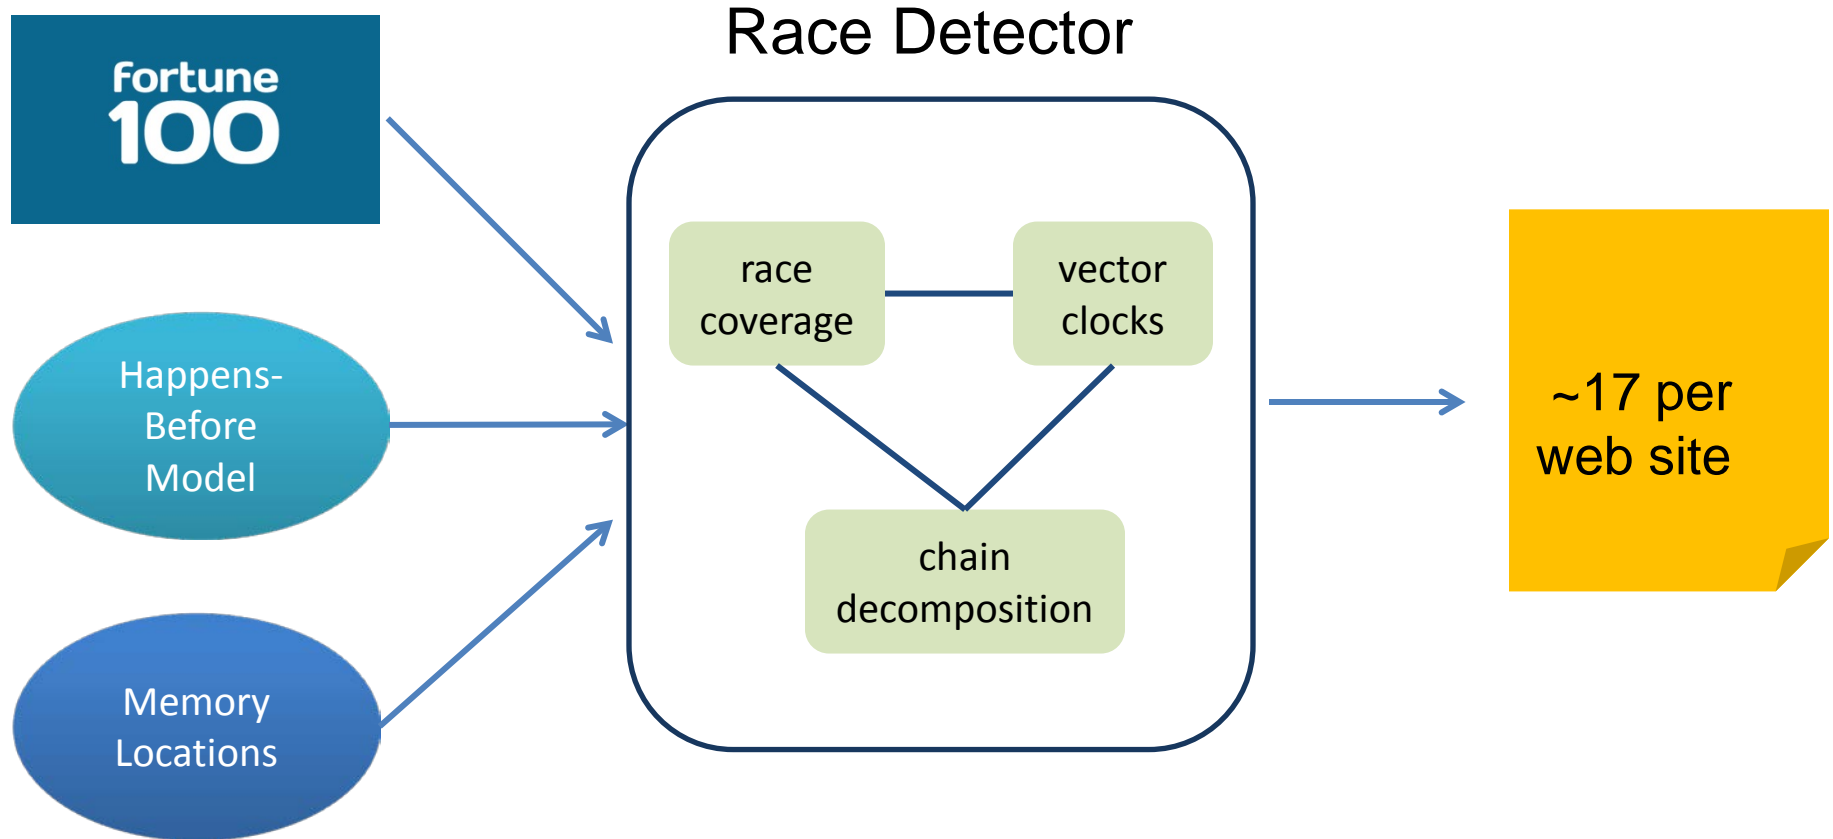 Race Detector
fortune
100
Happens-
Before
Model
Memory
Locations
race
coverage
vector
clocks
chain
decomposition
~17 per
web site